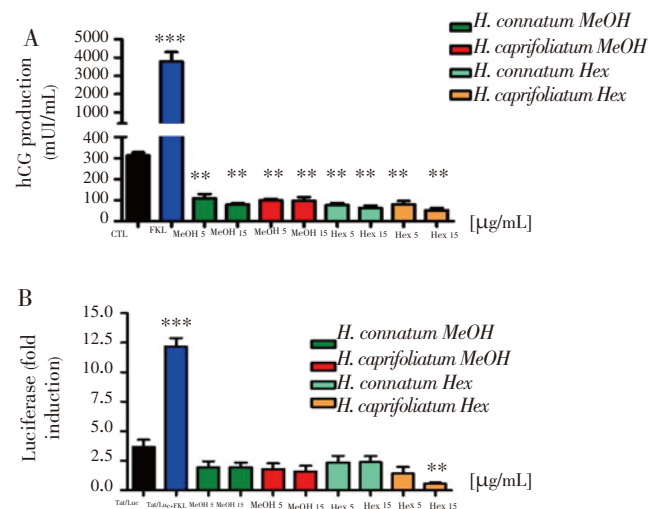 A
H. connatum MeOH
H. caprifoliatum MeOH
H. connatum Hex
H. caprifoliatum Hex
hCG production
(mUI/mL)
5000
4000
3000
2000
1000
400
300
200
100
0
*** ** ** ** ** ** ** ** **
CTL FKL MeOH 5 MeOH 15 MeOH 5 MeOH 15 Hex 5 Hex 15 Hex 5 Hex 15
[μg/mL]
B
H. connatum MeOH
H. caprifoliatum MeOH
H. connatum Hex
H. caprifoliatum Hex
Luciferase (fold
induction)
15.0
12.5
10.0
7.5
5.0
2.5
0.0
*** **
Tat/Luc Tat/Luc+FKL MeOH 5 MeOH 15 MeOH 5 MeOH 15 Hex 5 Hex 15 Hex 5 Hex 15
[μg/mL]